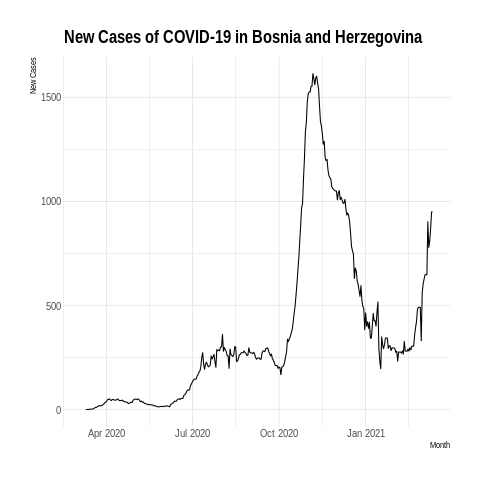 New Cases of COVID-19 in Bosnia and Herzegovina
New Cases
1500
1000
500
0
Apr 2020
Jul 2020
Oct 2020
Jan 2021
Month